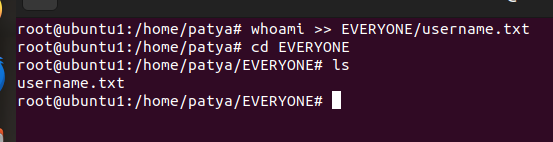 root@ubuntu1:/home/patya# whoami >> EVERYONE/username.txt
root@ubuntu1:/home/patya# cd EVERYONE
root@ubuntu1:/home/patya/EVERYONE# ls
username.txt
root@ubuntu1:/home/patya/EVERYONE#